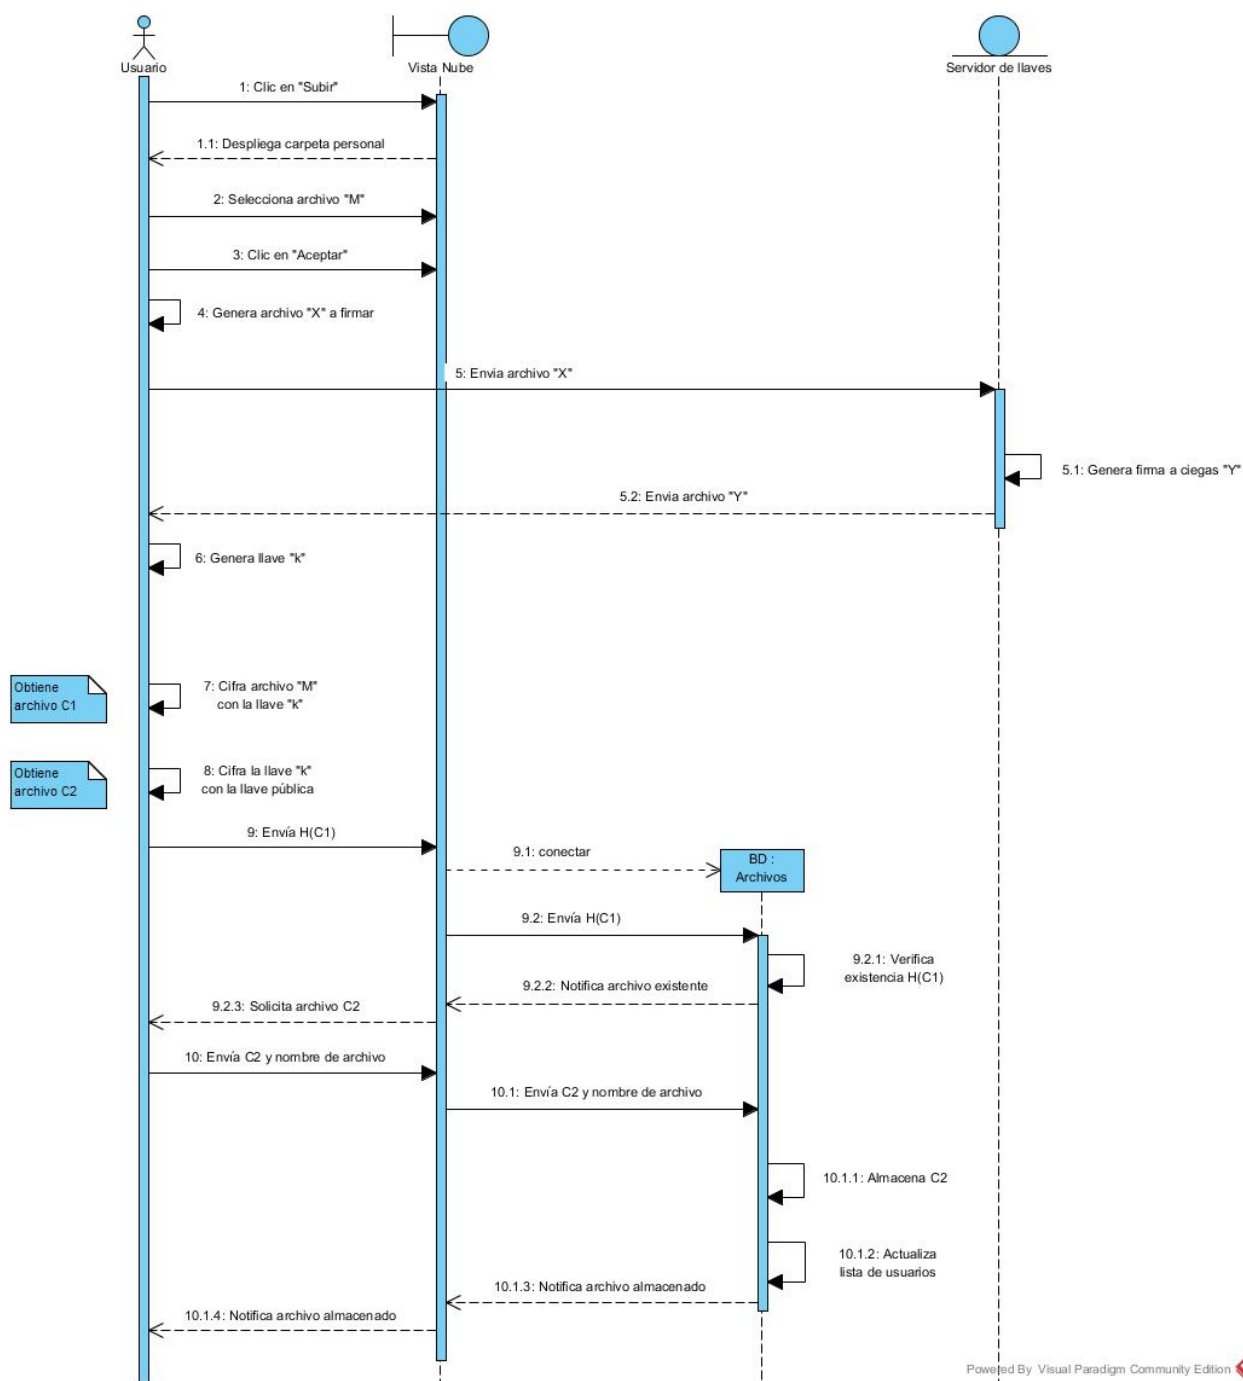 Usuario
Vista Nube
Servidor de llaves
1: Clic en "Subir"
1.1: Despliega carpeta personal
2: Selecciona archivo "M"
3: Clic en "Aceptar"
4: Genera archivo "X" a firmar
5: Envia archivo "X"
5.1: Genera firma a ciegas "Y"
5.2: Envia archivo "Y"
6: Genera llave "k"
Obtiene
archivo C1
7: Cifra archivo "M"
con la llave "k"
Obtiene
archivo C2
8: Cifra la llave "k"
con la llave pública
9: Envía H(C1)
9.1: conectar
BD :
Archivos
9.2: Envía H(C1)
9.2.1: Verifica
existencia H(C1)
9.2.2: Notifica archivo existente
9.2.3: Solicita archivo C2
10: Envía C2 y nombre de archivo
10.1: Envía C2 y nombre de archivo
10.1.1: Almacena C2
10.1.2: Actualiza
lista de usuarios
10.1.3: Notifica archivo almacenado
10.1.4: Notifica archivo almacenado
Powered By Visual Paradigm Community Edition